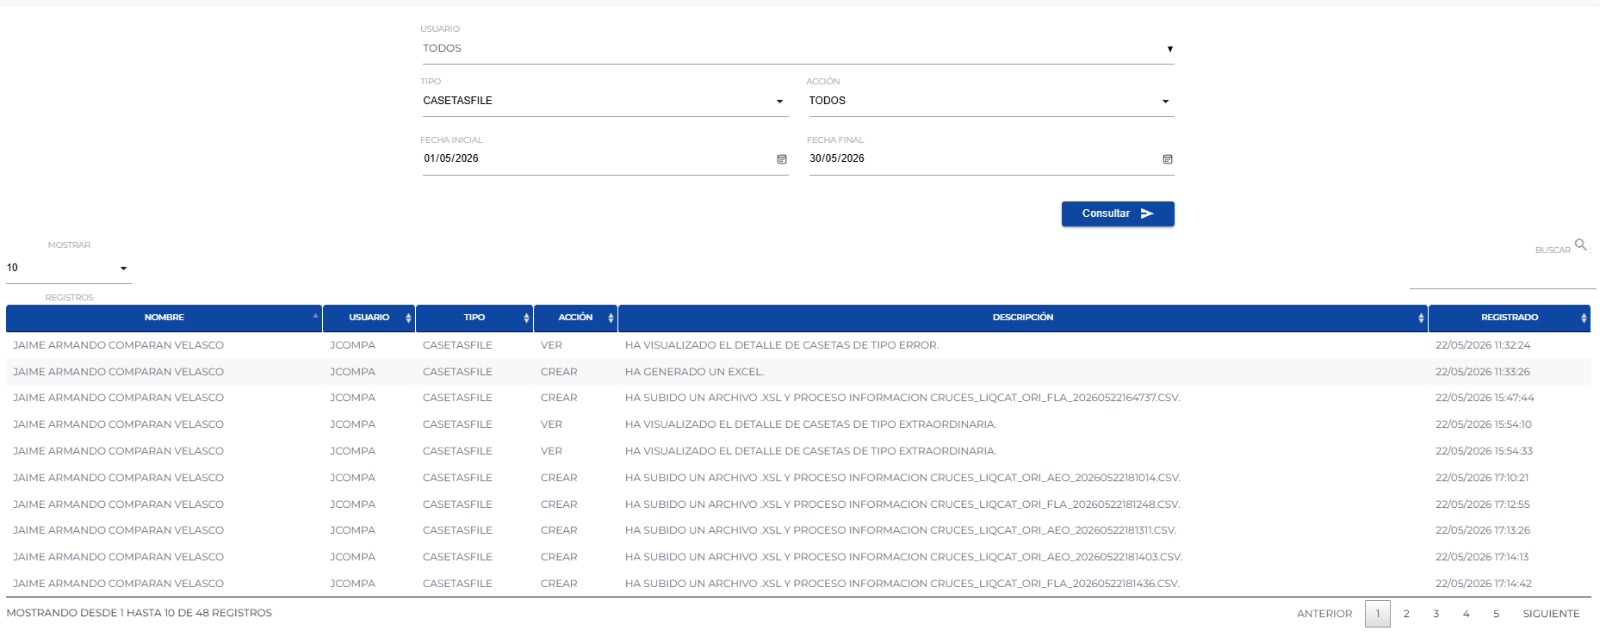 USUARIO
TODOS
TIPO ACCIÓN
CASETASFILE TODOS
FECHA INICIAL FECHA FINAL
01/05/2026 30/05/2026
Consultar
MOSTRAR BUSCAR :
10
REGISTROS
NOMBRE USUARIO TIPO ACCIÓN DESCRIPCIÓN REGISTRADO
JAIME ARMANDO COMPARAN VELASCO JCOMPA CASETASFILE VER HA VISUALIZADO EL DETALLE DE CASETAS DE TIPO ERROR. 22/05/2026 11:32:24
JAIME ARMANDO COMPARAN VELASCO JCOMPA CASETASFILE CREAR HA GENERADO UN EXCEL. 22/05/2026 11:33:26
JAIME ARMANDO COMPARAN VELASCO JCOMPA CASETASFILE CREAR HA SUBIDO UN ARCHIVO .XSL Y PROCESO INFORMACION CRUCES_LIQCAT_ORI_FLA_20260522164737.CSV. 22/05/2026 15:47:44
JAIME ARMANDO COMPARAN VELASCO JCOMPA CASETASFILE VER HA VISUALIZADO EL DETALLE DE CASETAS DE TIPO EXTRAORDINARIA. 22/05/2026 15:54:10
JAIME ARMANDO COMPARAN VELASCO JCOMPA CASETASFILE VER HA VISUALIZADO EL DETALLE DE CASETAS DE TIPO EXTRAORDINARIA. 22/05/2026 15:54:33
JAIME ARMANDO COMPARAN VELASCO JCOMPA CASETASFILE CREAR HA SUBIDO UN ARCHIVO .XSL Y PROCESO INFORMACION CRUCES_LIQCAT_ORI_AEO_20260522181014.CSV. 22/05/2026 17:10:21
JAIME ARMANDO COMPARAN VELASCO JCOMPA CASETASFILE CREAR HA SUBIDO UN ARCHIVO .XSL Y PROCESO INFORMACION CRUCES_LIQCAT_ORI_FLA_20260522181248.CSV. 22/05/2026 17:12:55
JAIME ARMANDO COMPARAN VELASCO JCOMPA CASETASFILE CREAR HA SUBIDO UN ARCHIVO .XSL Y PROCESO INFORMACION CRUCES_LIQCAT_ORI_AEO_20260522181311.CSV. 22/05/2026 17:13:26
JAIME ARMANDO COMPARAN VELASCO JCOMPA CASETASFILE CREAR HA SUBIDO UN ARCHIVO .XSL Y PROCESO INFORMACION CRUCES_LIQCAT_ORI_AEO_20260522181403.CSV. 22/05/2026 17:14:13
JAIME ARMANDO COMPARAN VELASCO JCOMPA CASETASFILE CREAR HA SUBIDO UN ARCHIVO .XSL Y PROCESO INFORMACION CRUCES_LIQCAT_ORI_FLA_20260522181436.CSV. 22/05/2026 17:14:42
MOSTRANDO DESDE 1 HASTA 10 DE 48 REGISTROS ANTERIOR 1 2 3 4 5 SIGUIENTE